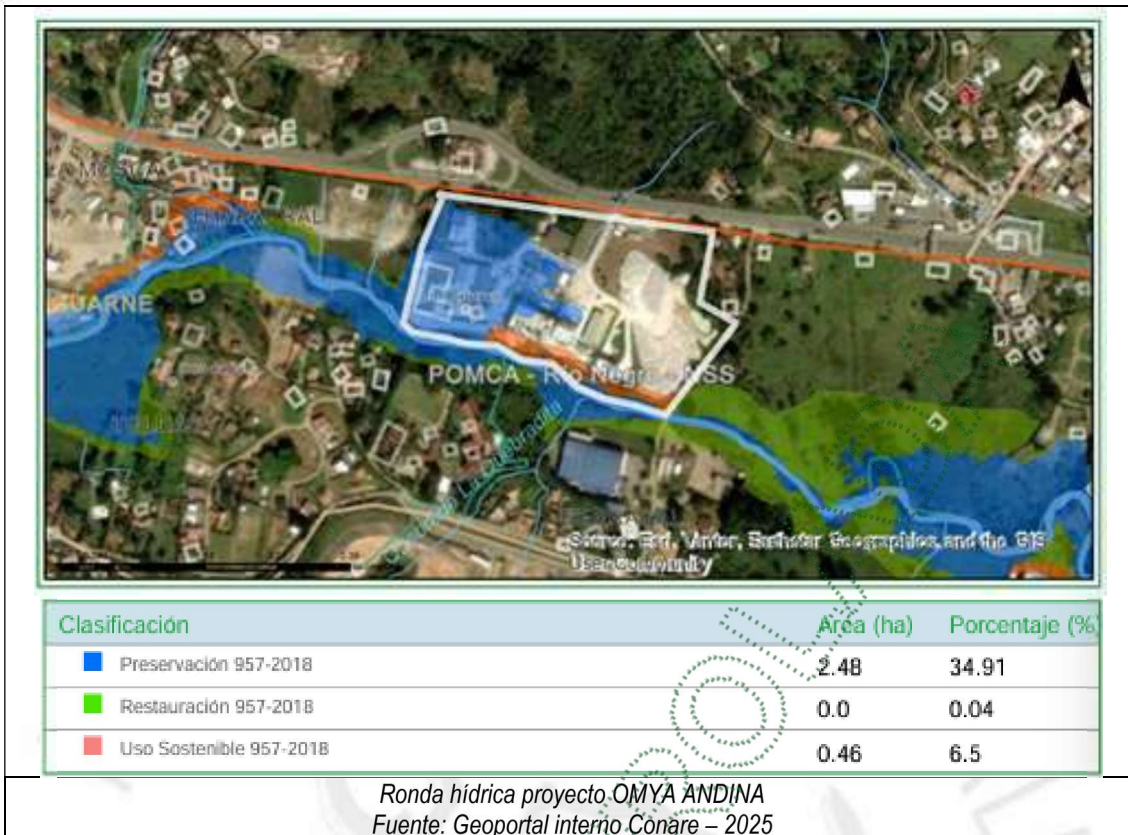 POMCA - Río Negro - NSS
Source: Esri, Vantor, Earthstar Geographics, and the GIS
User Community
Clasificación Área (ha) Porcentaje (%)
Preservación 957-2018 2.48 34.91
Restauración 957-2018 0.0 0.04
Uso Sostenible 957-2018 0.46 6.5
Ronda hídrica proyecto OMYA ANDINA
Fuente: Geoportal interno Conare – 2025